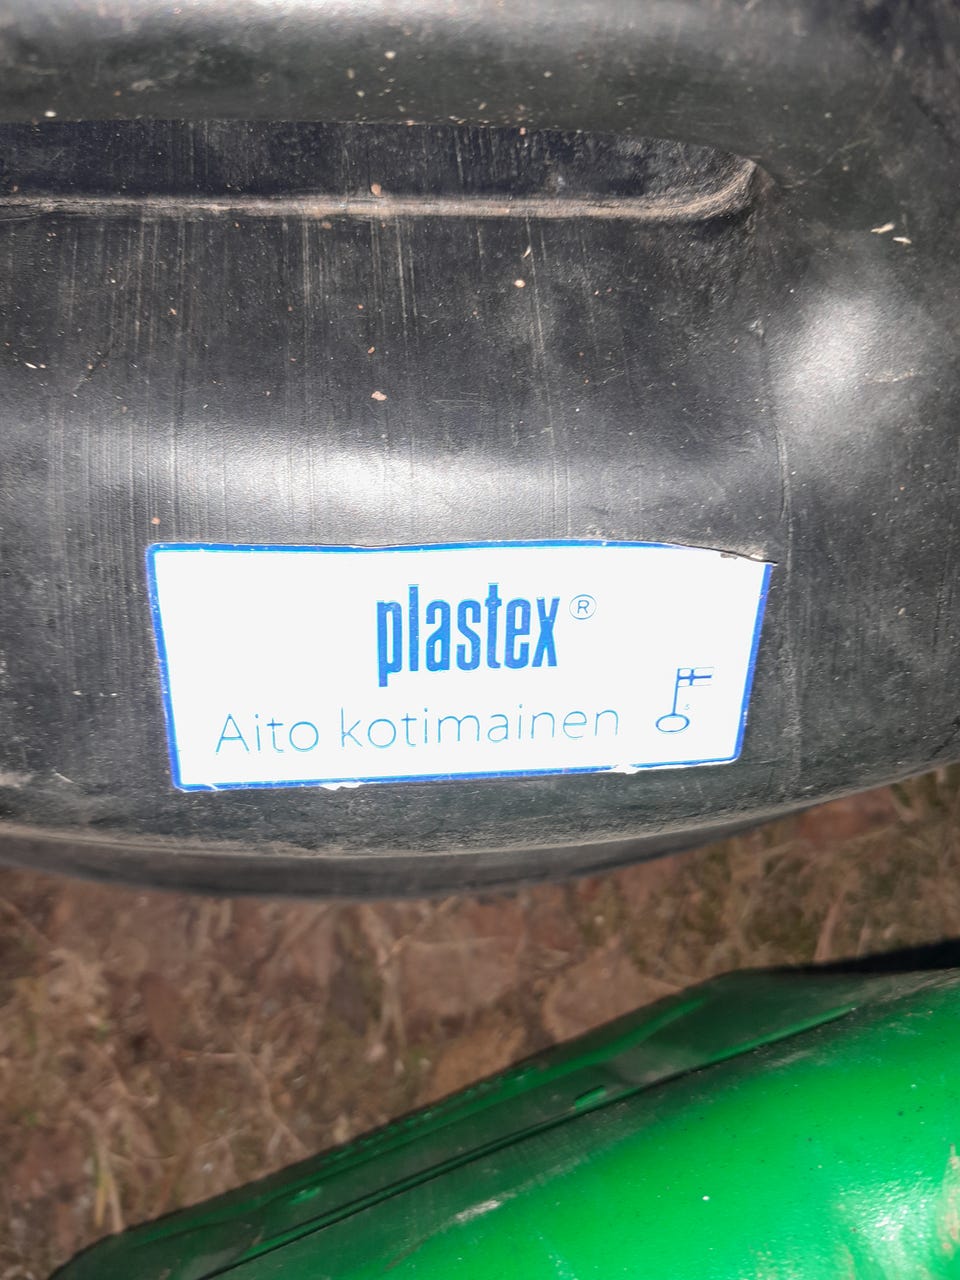 plastex®
Aito kotimainen